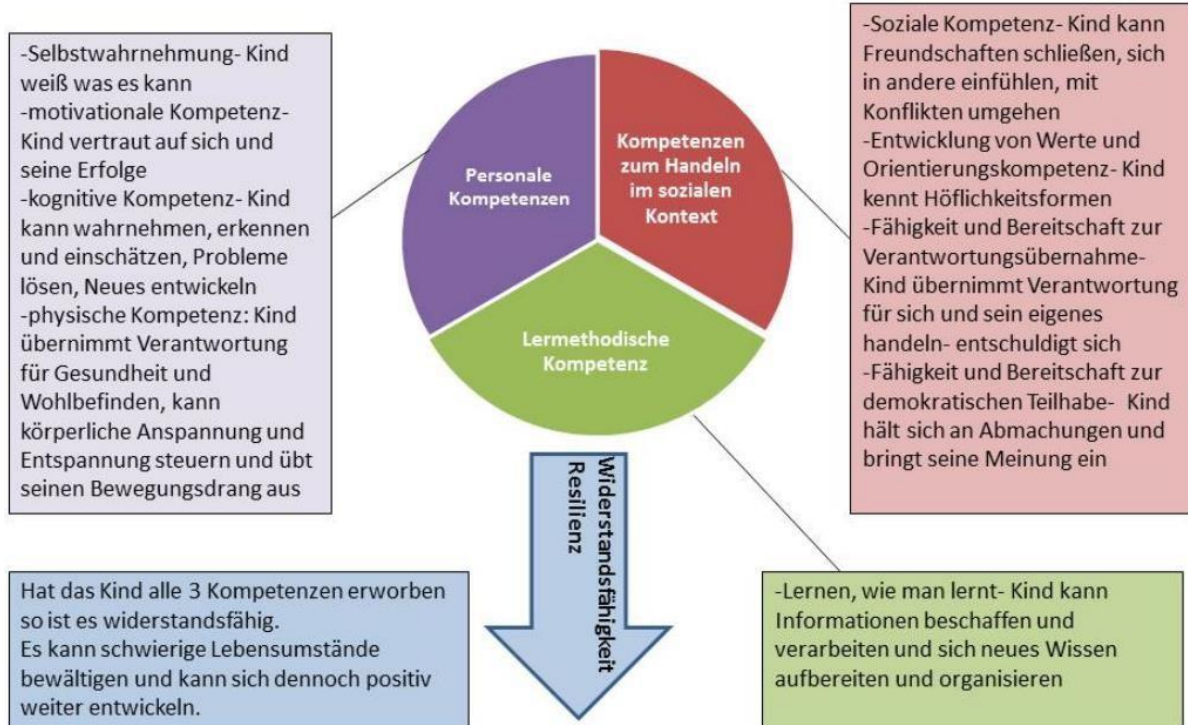 -Selbstwahrnehmung- Kind
weiß was es kann
-motivationale Kompetenz-
Kind vertraut auf sich und
seine Erfolge
-kognitive Kompetenz- Kind
kann wahrnehmen, erkennen
und einschätzen, Probleme
lösen, Neues entwickeln
-physische Kompetenz: Kind
übernimmt Verantwortung
für Gesundheit und
Wohlbefinden, kann
körperliche Anspannung und
Entspannung steuern und übt
seinen Bewegungsdrang aus
Personale
Kompetenzen
Kompetenzen
zum Handeln
im sozialen
Kontext
Lermethodische
Kompetenz
-Soziale Kompetenz- Kind kann
Freundschaften schließen, sich
in andere einfühlen, mit
Konflikten umgehen
-Entwicklung von Werte und
Orientierungskompetenz- Kind
kennt Höflichkeitsformen
-Fähigkeit und Bereitschaft zur
Verantwortungsübernahme-
Kind übernimmt Verantwortung
für sich und sein eigenes
handeln- entschuldigt sich
-Fähigkeit und Bereitschaft zur
demokratischen Teilhabe- Kind
hält sich an Abmachungen und
bringt seine Meinung ein
Widerstandsfähigkeit
Resilienz
Hat das Kind alle 3 Kompetenzen erworben
so ist es widerstandsfähig.
Es kann schwierige Lebensumstände
bewältigen und kann sich dennoch positiv
weiter entwickeln.
-Lernen, wie man lernt- Kind kann
Informationen beschaffen und
verarbeiten und sich neues Wissen
aufbereiten und organisieren